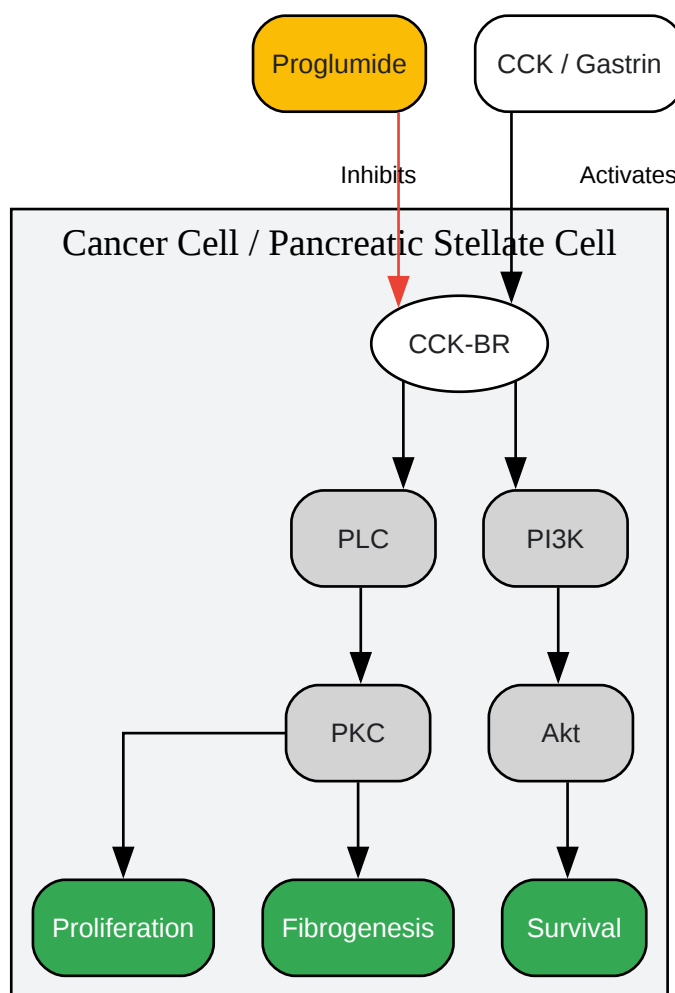 Proglumide
CCK / Gastrin
Inhibits
Activates
Cancer Cell / Pancreatic Stellate Cell
CCK-BR
PLC
PI3K
PKC
Akt
Proliferation
Fibrogenesis
Survival